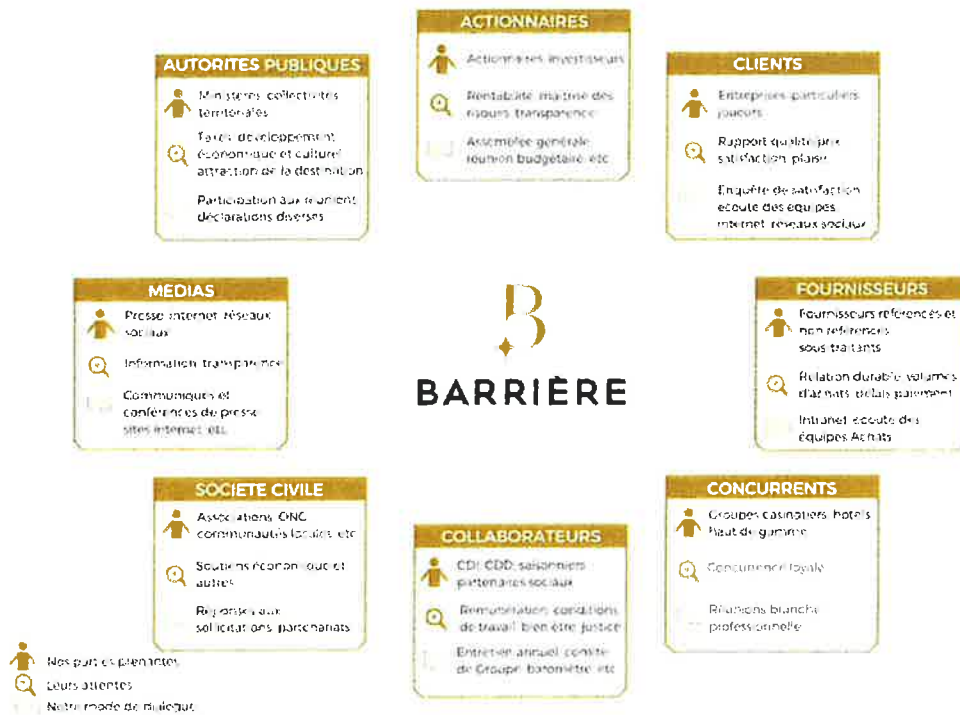 ACTIONNAIRES
Actionnaires investisseurs
Rentabilité maîtrise des
risques, transparence
Assemblée générale
réunion budgétaire, etc
AUTORITES PUBLIQUES
Ministères, collectivités
territoriales
Taxes, développement
économique et culturel
attraction de la destination
Participation aux réunions
déclarations diverses
CLIENTS
Entreprises, particuliers
joueurs
Rapport qualité prix
satisfaction, plaisir
Enquête de satisfaction
écoute des équipes
internet, réseaux sociaux
MEDIAS
Presse, internet, réseaux
sociaux
Information, transparence
Communiqués et
conférences de presse
sites internet, etc
BARRIÈRE
FOURNISSEURS
Fournisseurs référencés et
non référencés
sous traitants
Relation durable, volumes
d'achats, délais paiement
Intranet, écoute des
équipes Achats
SOCIETE CIVILE
Associations, ONG
communautés locales, etc
Soutiens économique et
autres
Réponses aux
sollicitations, partenariats
COLLABORATEURS
CDI, CDD, saisonniers
partenaires sociaux
Rémunération, conditions
de travail, bien être, justice
Entretien annuel, comité
de Groupe, baromètre, etc
CONCURRENTS
Groupes casinotiers, hôtels
haut de gamme
Concurrence loyale
Réunions branche
professionnelle
Nos parties prenantes
Leurs attentes
Notre mode de dialogue